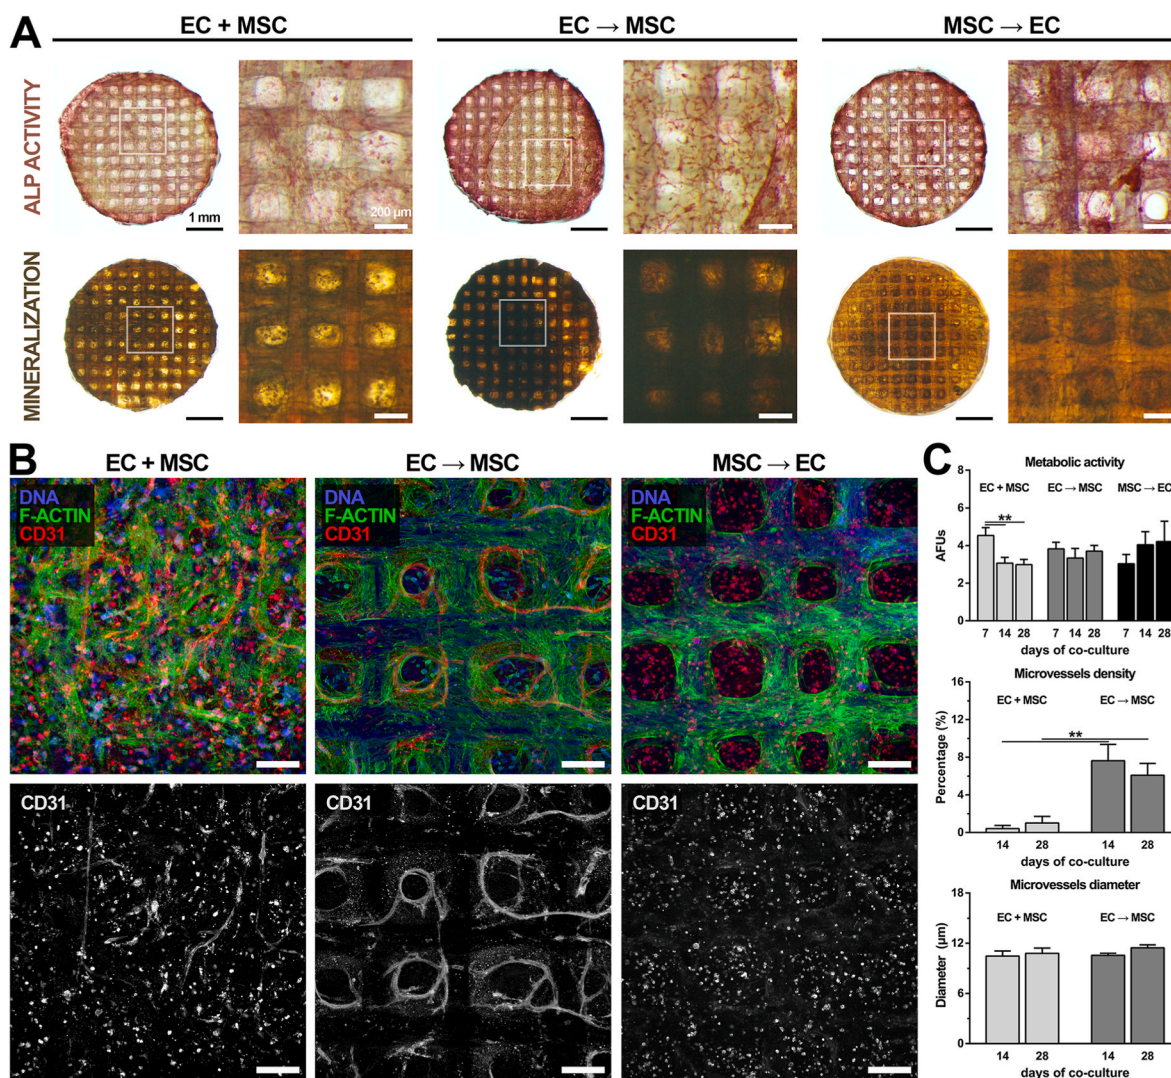 A
EC + MSC
EC → MSC
MSC → EC
ALP ACTIVITY
1 mm
200 µm
MINERALIZATION
B
EC + MSC
EC → MSC
MSC → EC
DNA
F-ACTIN
CD31
DNA
F-ACTIN
CD31
DNA
F-ACTIN
CD31
CD31
CD31
CD31
C
Metabolic activity
EC + MSC EC → MSC MSC → EC
**
AFUs
8
6
4
2
0
7 14 28 7 14 28 7 14 28
days of co-culture
Microvessels density
EC + MSC EC → MSC
**
Percentage (%)
16
12
8
4
0
14 28 14 28
days of co-culture
Microvessels diameter
EC + MSC EC → MSC
Diameter (µm)
18
12
6
0
14 28 14 28
days of co-culture